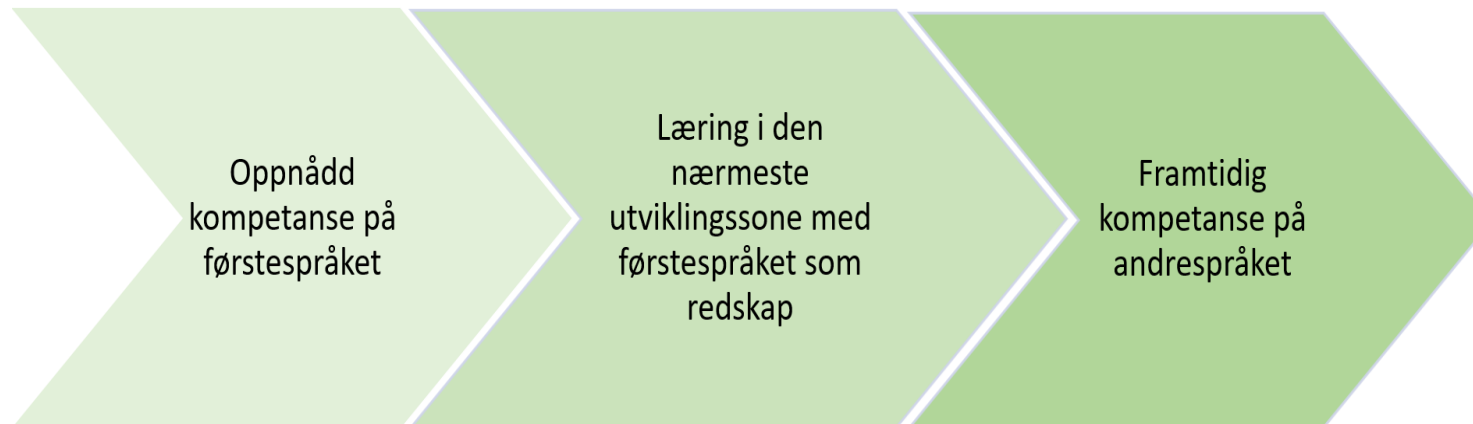 Oppnådd
kompetanse på
førstespråket
Læring i den
nærmeste
utviklingssone med
førstespråket som
redskap
Framtidig
kompetanse på
andrespråket